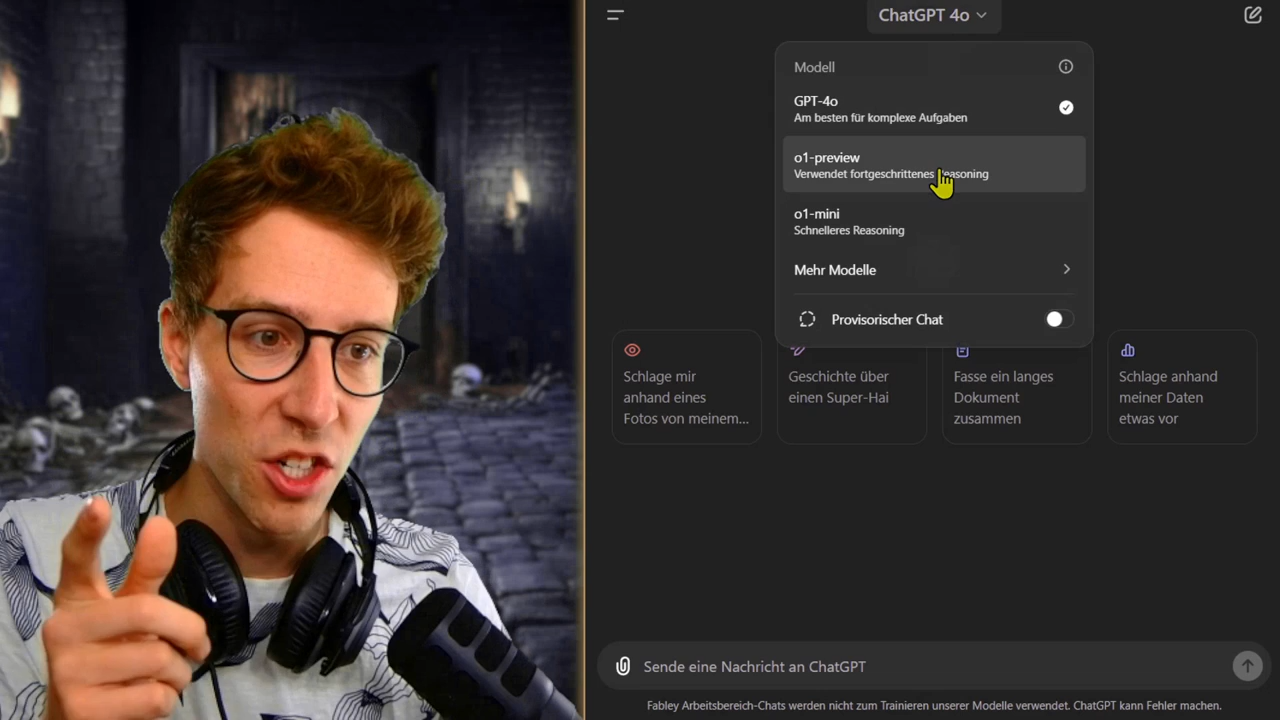 ChatGPT 4o
Modell
GPT-4o
Am besten für komplexe Aufgaben
o1-preview
Verwendet fortgeschrittenes Reasoning
o1-mini
Schnelleres Reasoning
Mehr Modelle
Provisorischer Chat
Schlage mir
anhand eines
Fotos von meinem...
Geschichte über
einen Super-Hai
Fasse ein langes
Dokument
zusammen
Schlage anhand
meiner Daten
etwas vor
Sende eine Nachricht an ChatGPT
Fabley Arbeitsbereich-Chats werden nicht zum Trainieren unserer Modelle verwendet. ChatGPT kann Fehler machen.